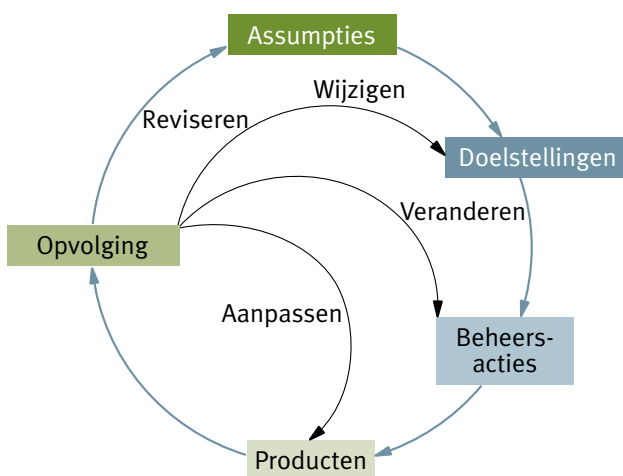 Assumpties
Wijzigen
Reviseren
Doelstellingen
Veranderen
Opvolging
Aanpassen
Beheers-
acties
Producten